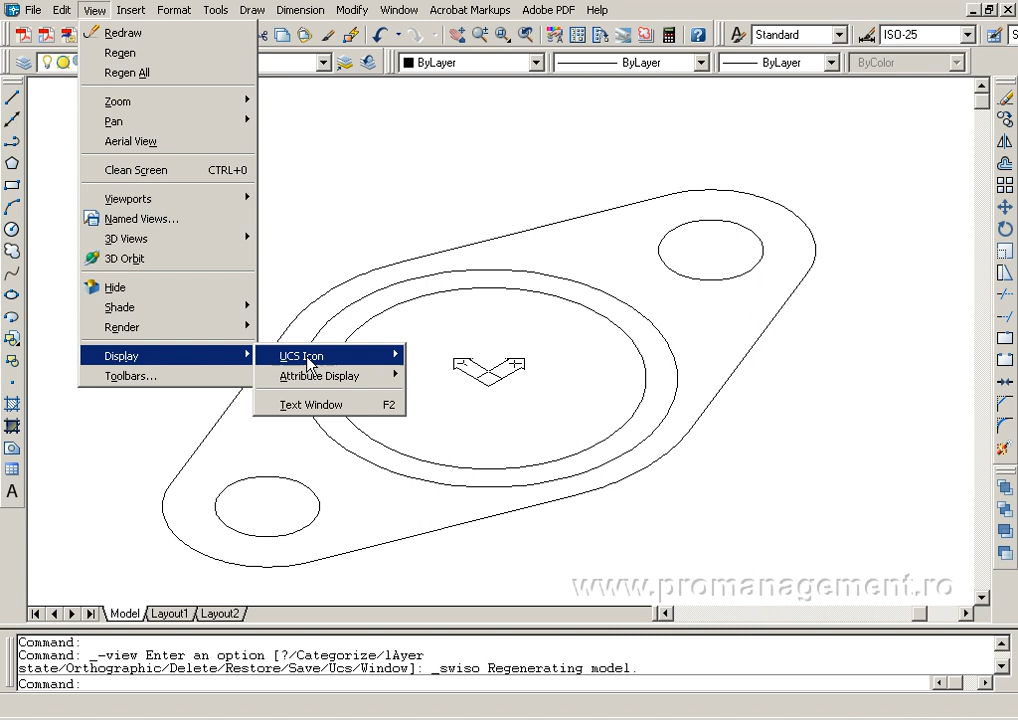 File Edit View Insert Format Tools Draw Dimension Modify Window Acrobat Markups Adobe PDF Help
Standard ISO-25 S
ByLayer ByLayer ByLayer ByColor
Redraw
Regen
Regen All
Zoom
Pan
Aerial View
Clean Screen CTRL+0
Viewports
Named Views...
3D Views
3D Orbit
Hide
Shade
Render
Display
Toolbars...
UCS Icon
Attribute Display
Text Window F2
A
www.promanagement.ro
Model Layout1 Layout2
Command:
Command: _-view Enter an option [?/Categorize/lAyer
state/Orthographic/Delete/Restore/Save/Ucs/Window]: _swiso Regenerating model.
Command: